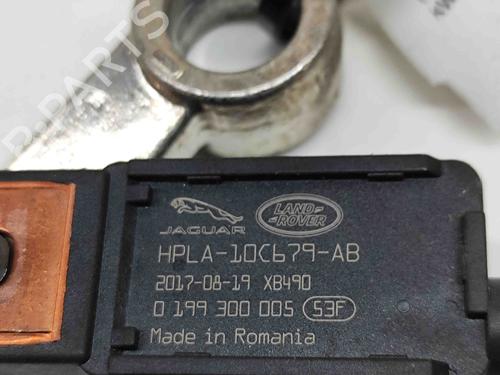 JAGUAR
LAND
ROVER
HPLA-10C679-AB
2017-08-19 XB490
0 199 300 005 S3F
Made in Romania
PARTS